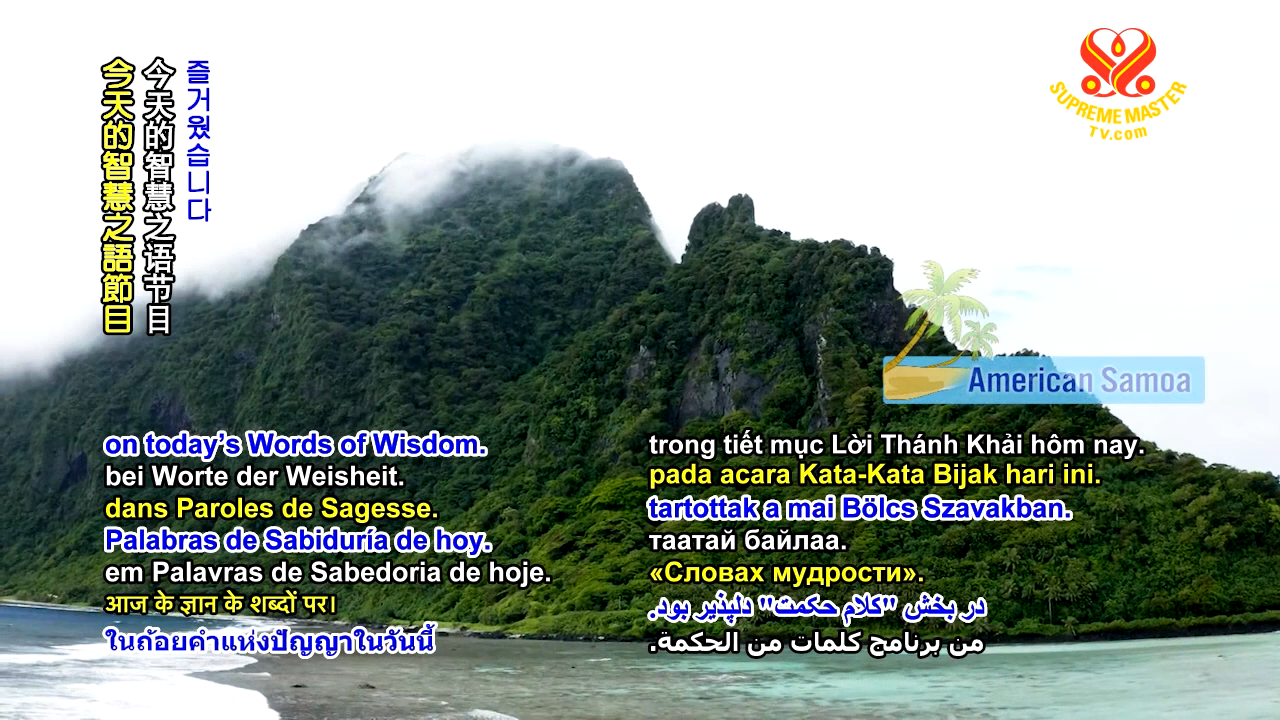 今天的智慧之語節目
今天的智慧之语节目
즐거웠습니다
SUPREME MASTER
TV.com
American Samoa
on today's Words of Wisdom.
bei Worte der Weisheit.
dans Paroles de Sagesse.
Palabras de Sabiduría de hoy.
em Palavras de Sabedoria de hoje.
आज के ज्ञान के शब्दों पर।
ในถ้อยคำแห่งปัญญาในวันนี้
trong tiết mục Lời Thánh Khải hôm nay.
pada acara Kata-Kata Bijak hari ini.
tartottak a mai Bölcs Szavakban.
таатай байлаа.
«Словах мудрости».
در بخش "کلام حکمت" دلپذیر بود.
من برنامج كلمات من الحكمة.